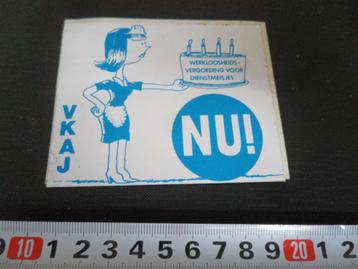 WERKLOOSHEIDS-
VERGOEDING VOOR
DIENSTMEISJES
VKAJ
NU!
9 10 1 2 3 4 5 6 7 8 9 20 1 2